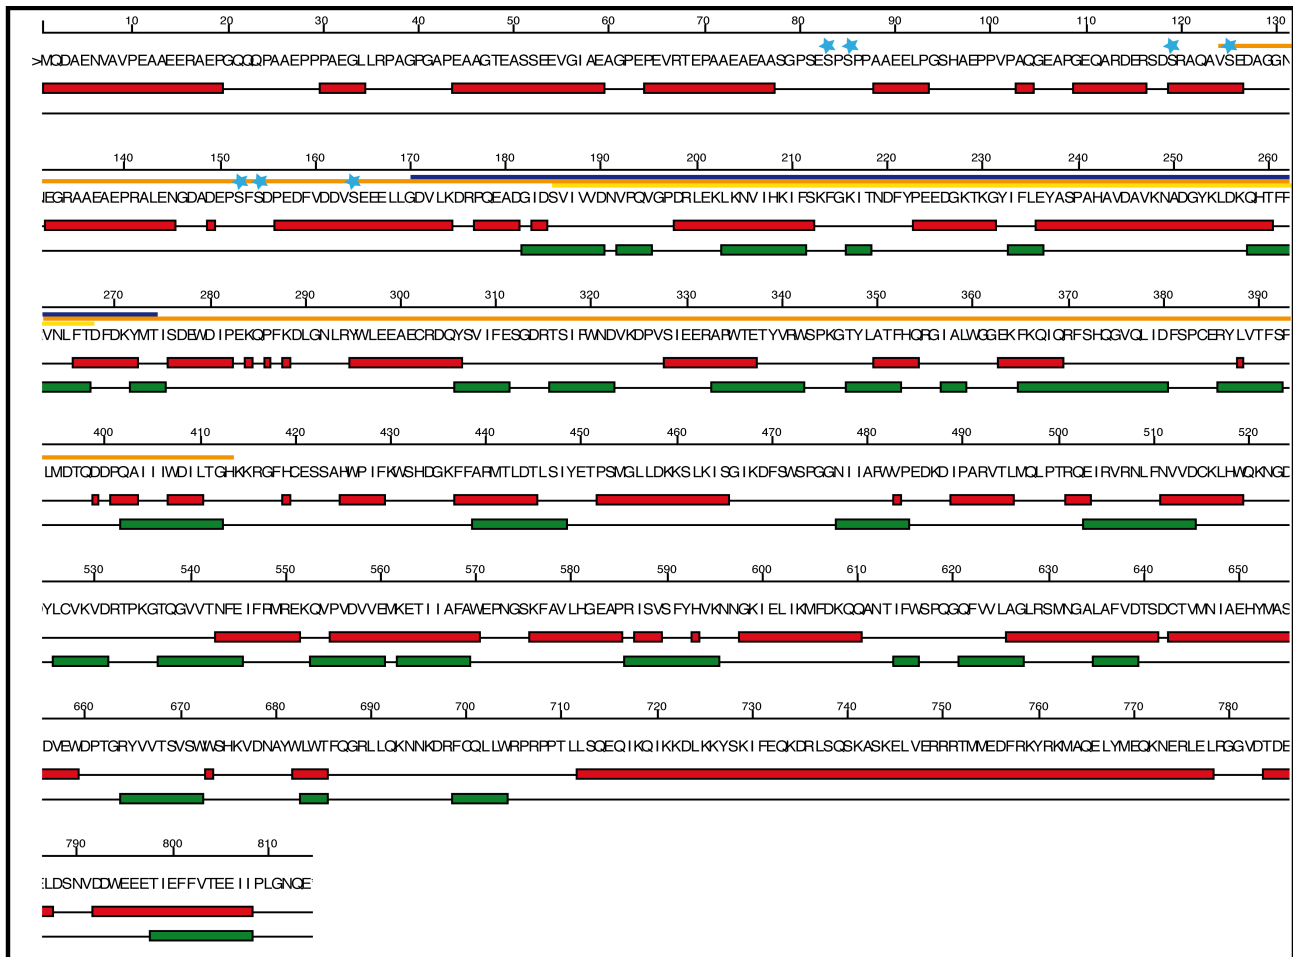 10 20 30 40 50 60 70 80 90 100 110 120 130
>MQDAENVAVPEAAEERAEPGQQQPAAEPPPAEGLLRPAGPGAPEAAGTEASSEEVGIAEAGPEPEVRTEPAAEAEAASGPSESPSPPAAEELPGSHAEPPVPAQGEAPGEQARDERSDSRAQAVSEDAGGN
140 150 160 170 180 190 200 210 220 230 240 250 260
EGRAAEAEPRALENGDADEPSFSDPEDFVDDVSEEELLGDVLKDRPQEADGIDSVIVVDNVPQVGPDRLEKLKNVIHKIFSKFGKITNDFYPEEDGKTKGYIFLEYASPAHAVDAVKNADGYKLDKQHTF
270 280 290 300 310 320 330 340 350 360 370 380 390
VNLFTDFDKYMTISDEWDIPEKQPFKDLGNLRYWLEEAECRDQYSVIFESGDRTSIFWNDVKDPVSIEERARWTETYVRWSPKGTYLATFHQRGIALWGGEKFKQIQRFSHQGVQLIDFSPCERYLVTFSP
400 410 420 430 440 450 460 470 480 490 500 510 520
LMDTQDDPQAIIIWDILTGHKKRGFHCESSAHWPIFKWSHDGKFFARMTLDTLSIYETPSMGLLDKKSLKISGIKDFSWSPGGNIIAFWVPEDKDIPARVTLMQLPTRQEIRVRNLFNVVDCKLHWQKNGD
530 540 550 560 570 580 590 600 610 620 630 640 650
YLCVKVDRTPKGTQGVVTNFEIFRMREKQVPVDVVEMKETIIAFAWEPNGSKFAVLHGEAPRISVSFYHVKNNGKIELIKMFDKQQANTIFWSPQGQFVVLAGLRSMNGALAFVDTSDCTVMNIAEHYMAS
660 670 680 690 700 710 720 730 740 750 760 770 780
DVEWDPTGRYVVTSVSWWSHKVDNAYWLWTFQGRLLQKNNKDRFCQLLWRPRPPTLLSQEQIKQIKKDLKKYSKIFEQKDRLSQSKASKELVERRRTMMEDFRKYRKMAQELYMEQKNERLELRGGVDTDE
790 800 810
LDSNVDDWEEETIEFFVTEEIIPLGNQE